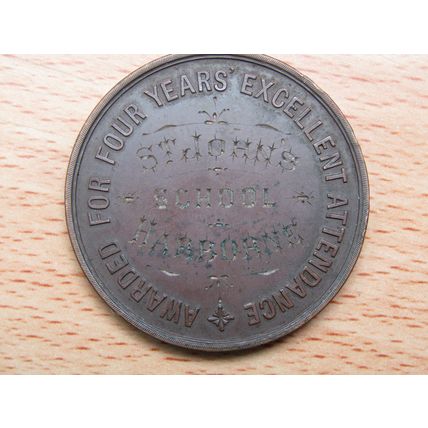 AWARDED FOR FOUR YEARS' EXCELLENT ATTENDANCE
ST JOHN'S
SCHOOL
HARBORNE